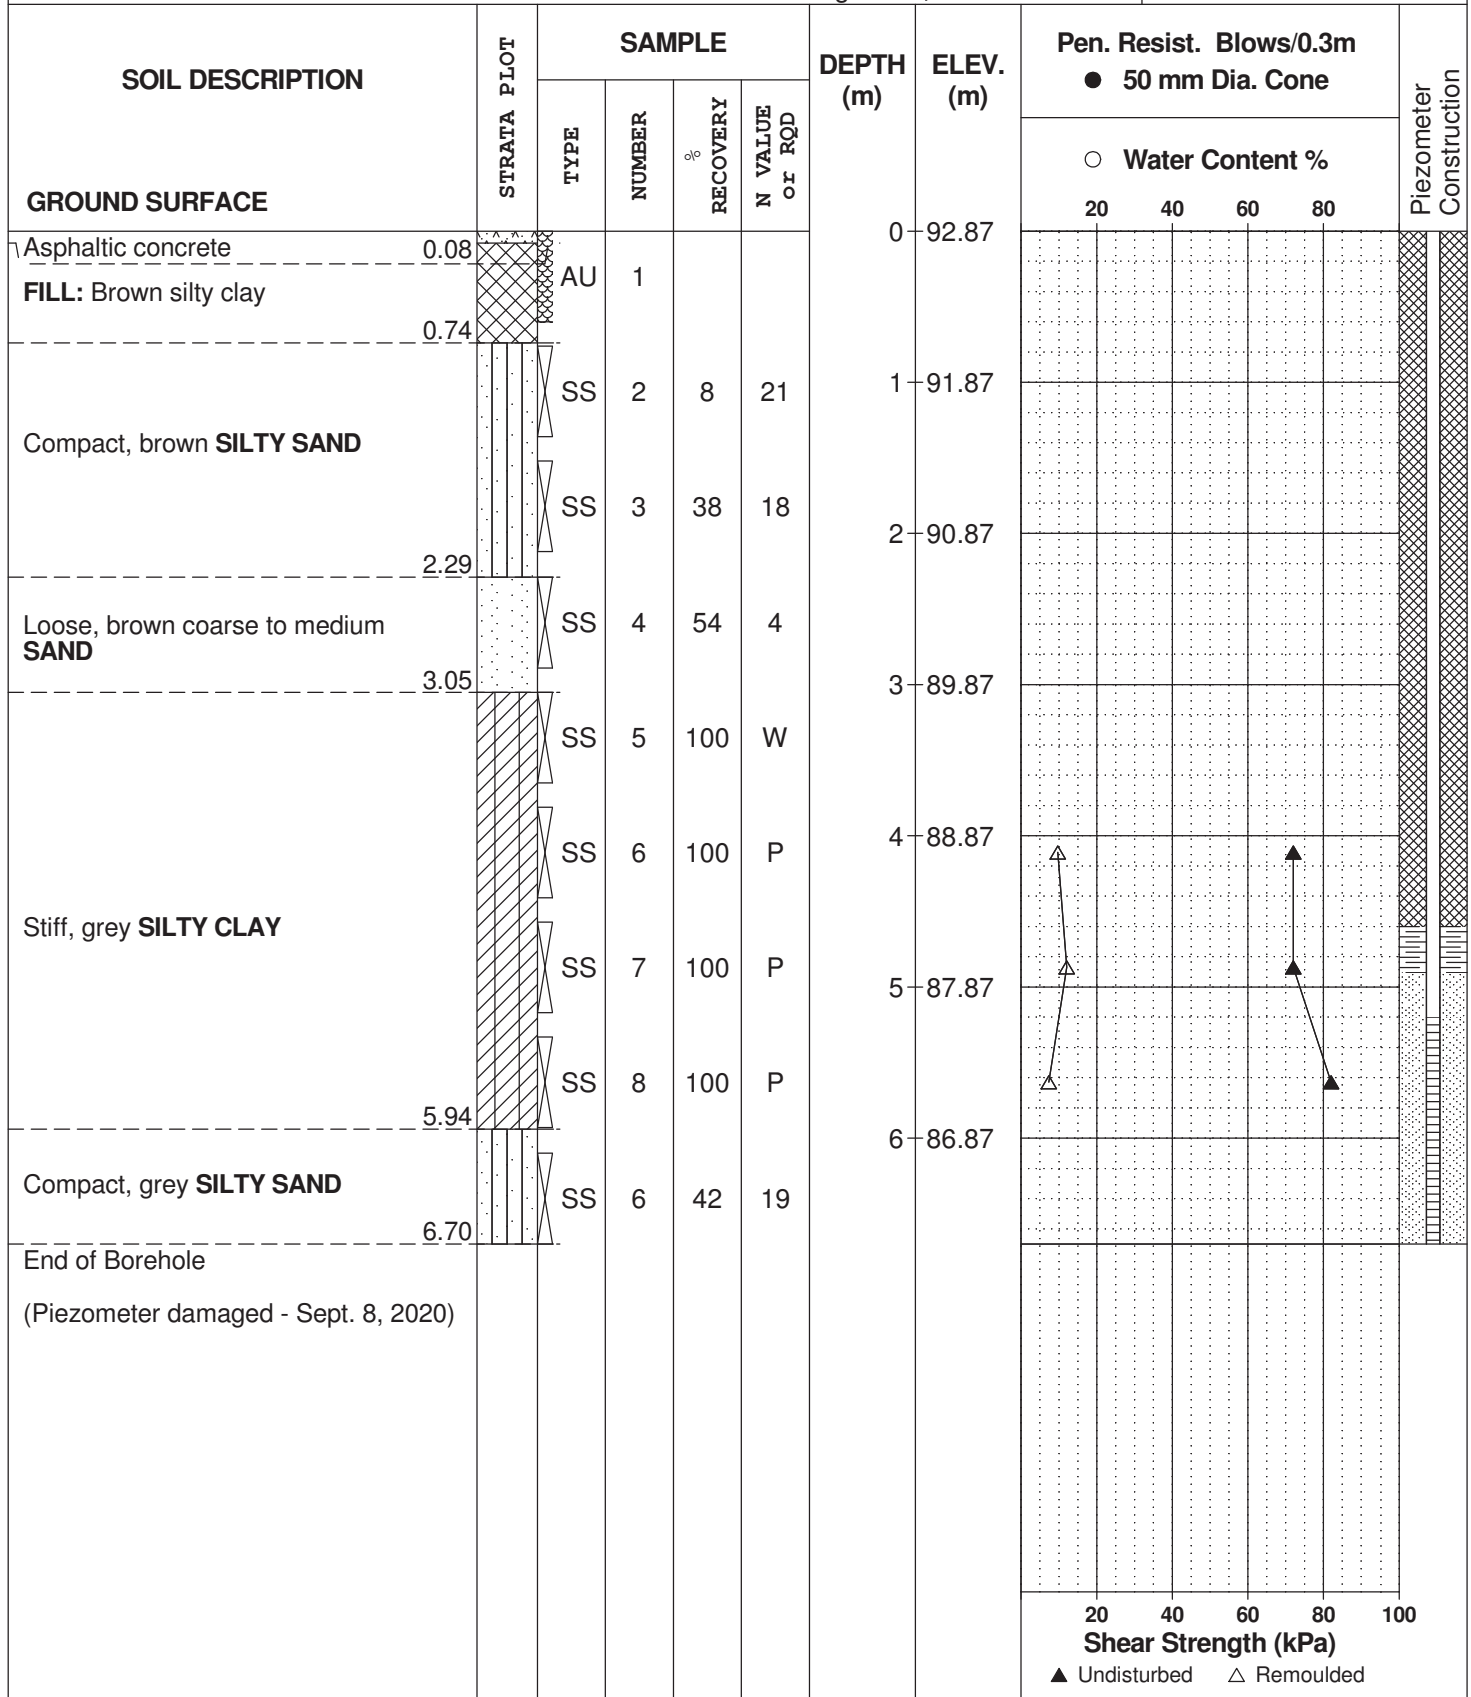 SOIL DESCRIPTION
GROUND SURFACE
STRATA PLOT
SAMPLE
TYPE
NUMBER
%
RECOVERY
N VALUE
or RQD
DEPTH
(m)
ELEV.
(m)
Pen. Resist. Blows/0.3m
● 50 mm Dia. Cone
○ Water Content %
20 40 60 80
Piezometer
Construction
0 92.87
Asphaltic concrete 0.08
AU 1
FILL: Brown silty clay
0.74
1 91.87
SS 2 8 21
Compact, brown SILTY SAND
SS 3 38 18
2 90.87
2.29
SS 4 54 4
Loose, brown coarse to medium
SAND
3.05
3 89.87
SS 5 100 W
4 88.87
SS 6 100 P
Stiff, grey SILTY CLAY
SS 7 100 P
5 87.87
SS 8 100 P
5.94
6 86.87
Compact, grey SILTY SAND
SS 6 42 19
6.70
End of Borehole
(Piezometer damaged - Sept. 8, 2020)
20 40 60 80 100
Shear Strength (kPa)
▲ Undisturbed △ Remoulded